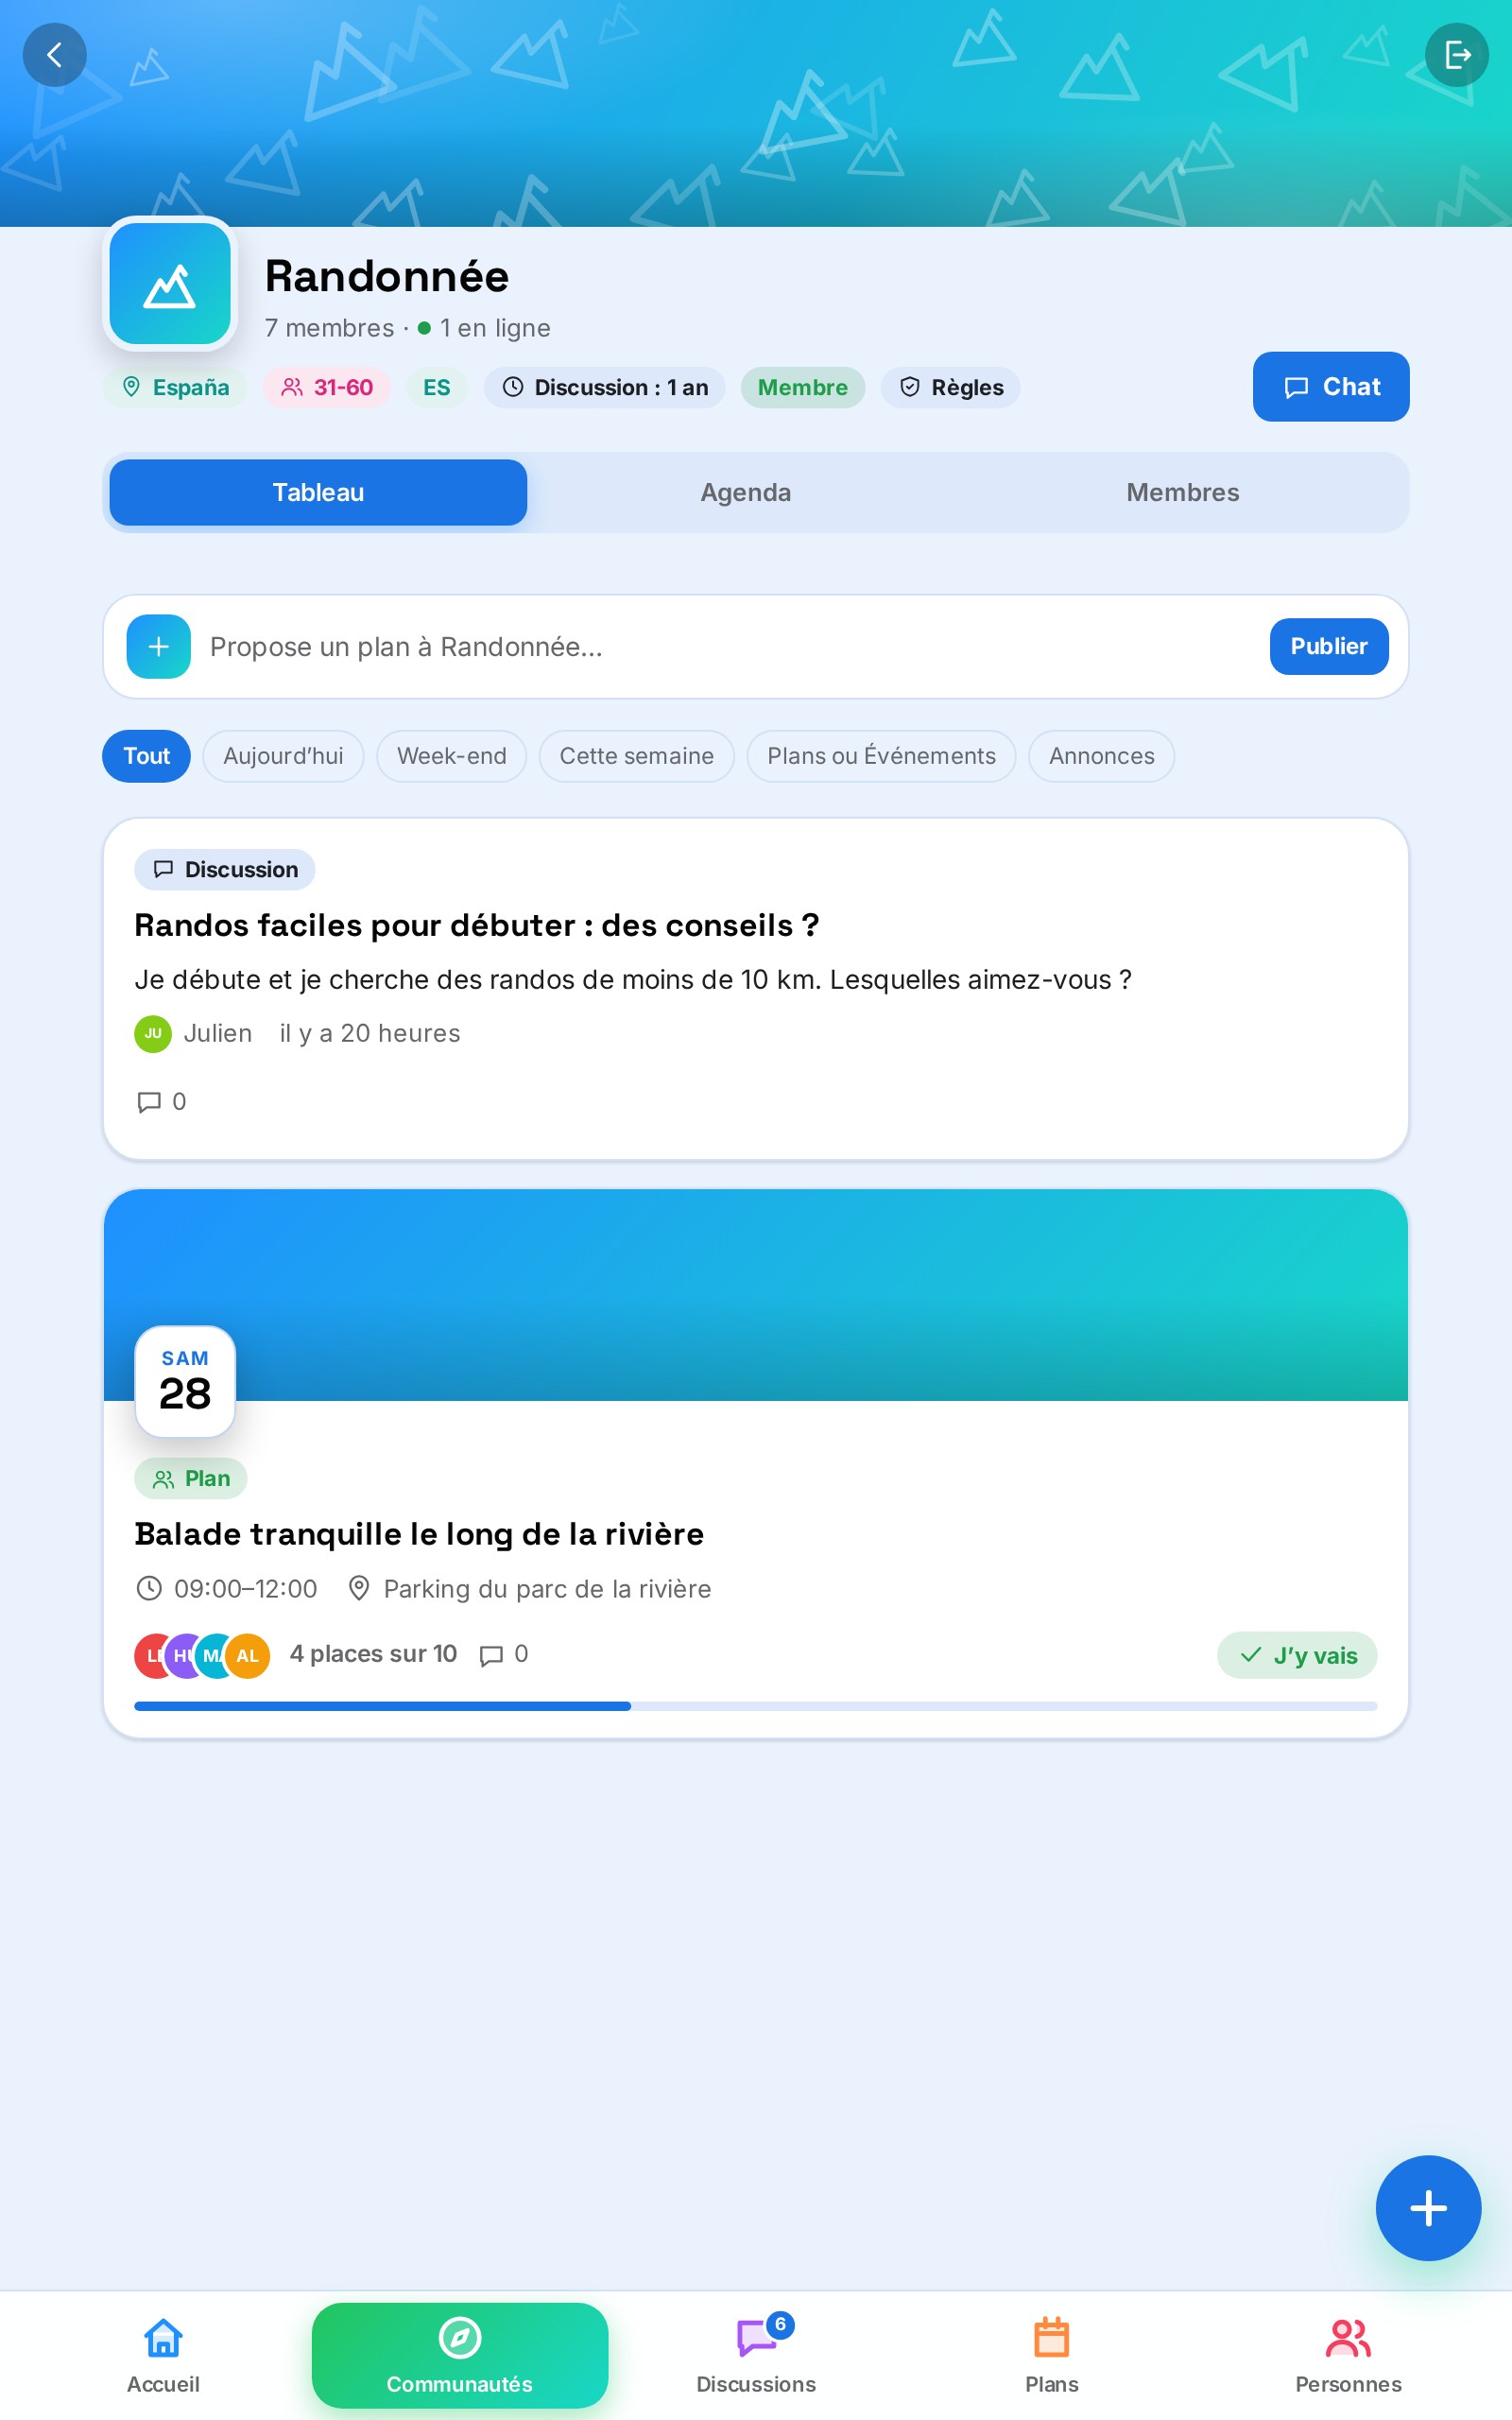 Randonnée
7 membres · 1 en ligne
España
31-60
ES
Discussion : 1 an
Membre
Règles
Chat
Tableau
Agenda
Membres
Propose un plan à Randonnée...
Publier
Tout
Aujourd’hui
Week-end
Cette semaine
Plans ou Événements
Annonces
Discussion
Randos faciles pour débuter : des conseils ?
Je débute et je cherche des randos de moins de 10 km. Lesquelles aimez-vous ?
JU Julien il y a 20 heures
0
SAM
28
Plan
Balade tranquille le long de la rivière
09:00–12:00 Parking du parc de la rivière
AL 4 places sur 10 0
J’y vais
Accueil
Communautés
6
Discussions
Plans
Personnes